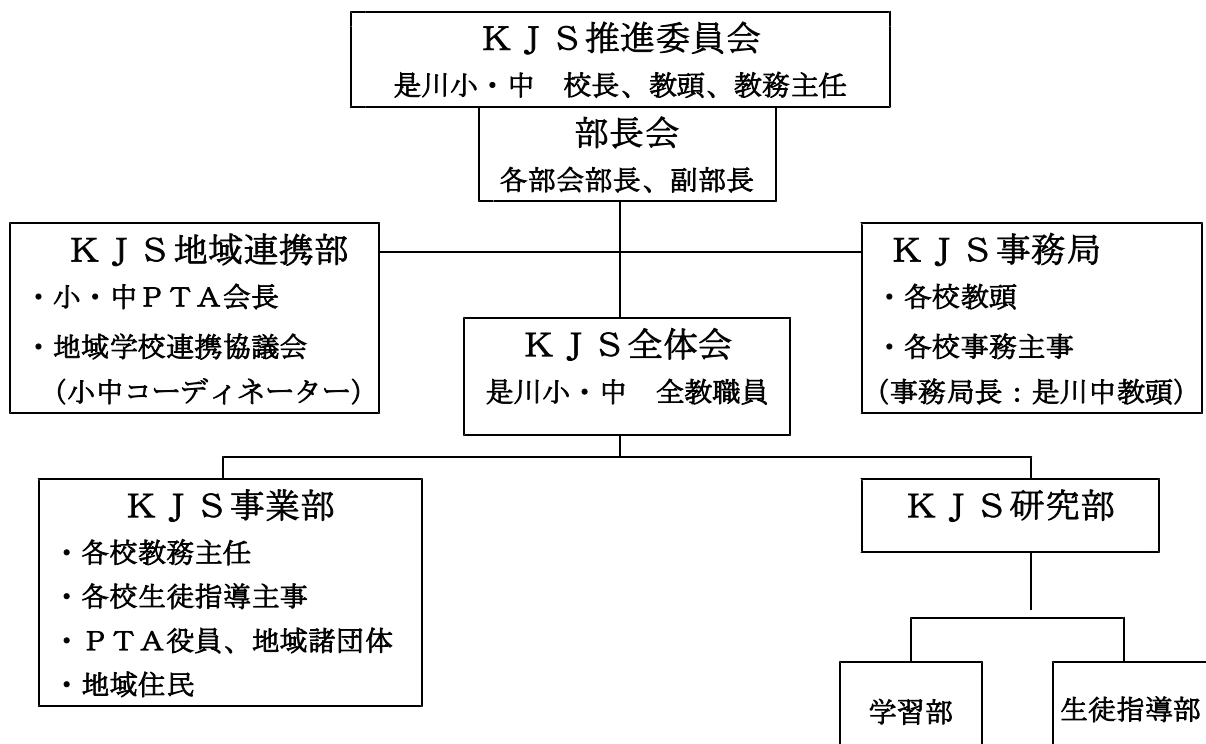 ＫＪＳ推進委員会
是川小・中　校長、教頭、教務主任
部長会
各部会部長、副部長
ＫＪＳ地域連携部
・小・中ＰＴＡ会長
・地域学校連携協議会
（小中コーディネーター）
ＫＪＳ事務局
・各校教頭
・各校事務主事
（事務局長：是川中教頭）
ＫＪＳ全体会
是川小・中　全教職員
ＫＪＳ事業部
・各校教務主任
・各校生徒指導主事
・ＰＴＡ役員、地域諸団体
・地域住民
ＫＪＳ研究部
学習部
生徒指導部